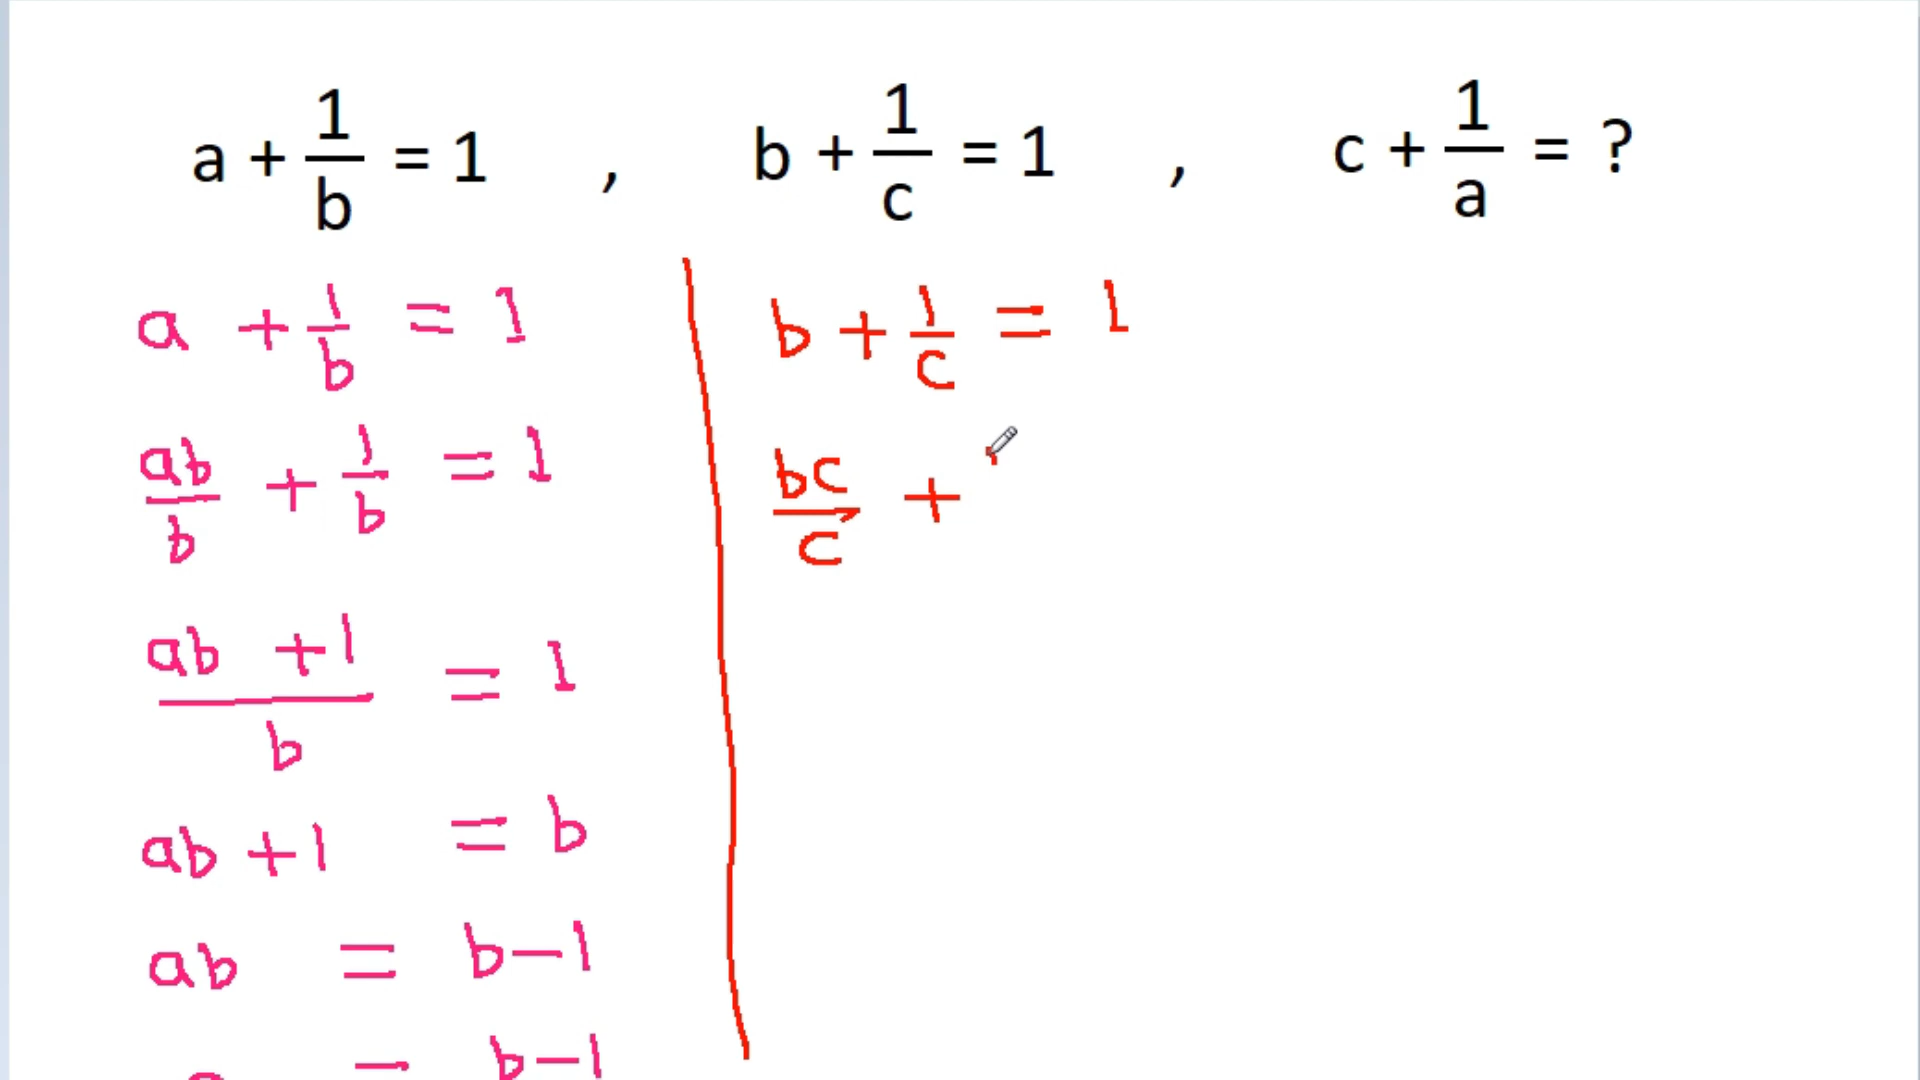 a + 1/b = 1 , b + 1/c = 1 , c + 1/a = ?
a + 1/b = 1
ab/b + 1/b = 1
ab + 1/b = 1
ab + 1 = b
ab = b - 1
b - 1
b + 1/c = 1
bc/c +